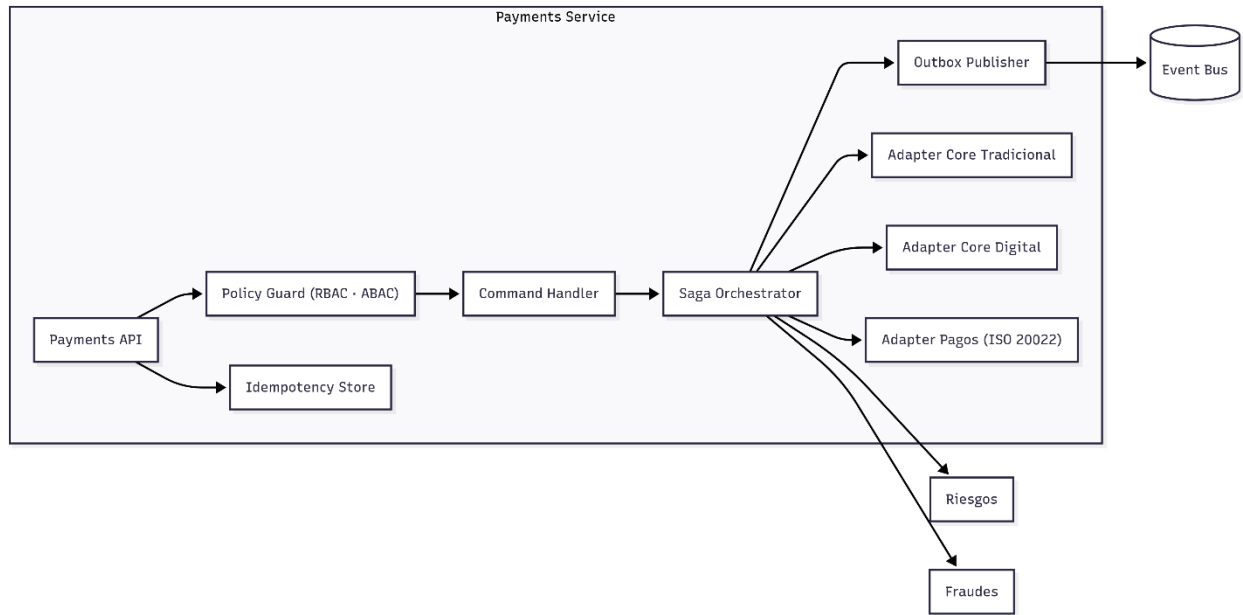 Payments Service
Outbox Publisher
Event Bus
Adapter Core Tradicional
Adapter Core Digital
Policy Guard (RBAC · ABAC)
Command Handler
Saga Orchestrator
Payments API
Adapter Pagos (ISO 20022)
Idempotency Store
Riesgos
Fraudes